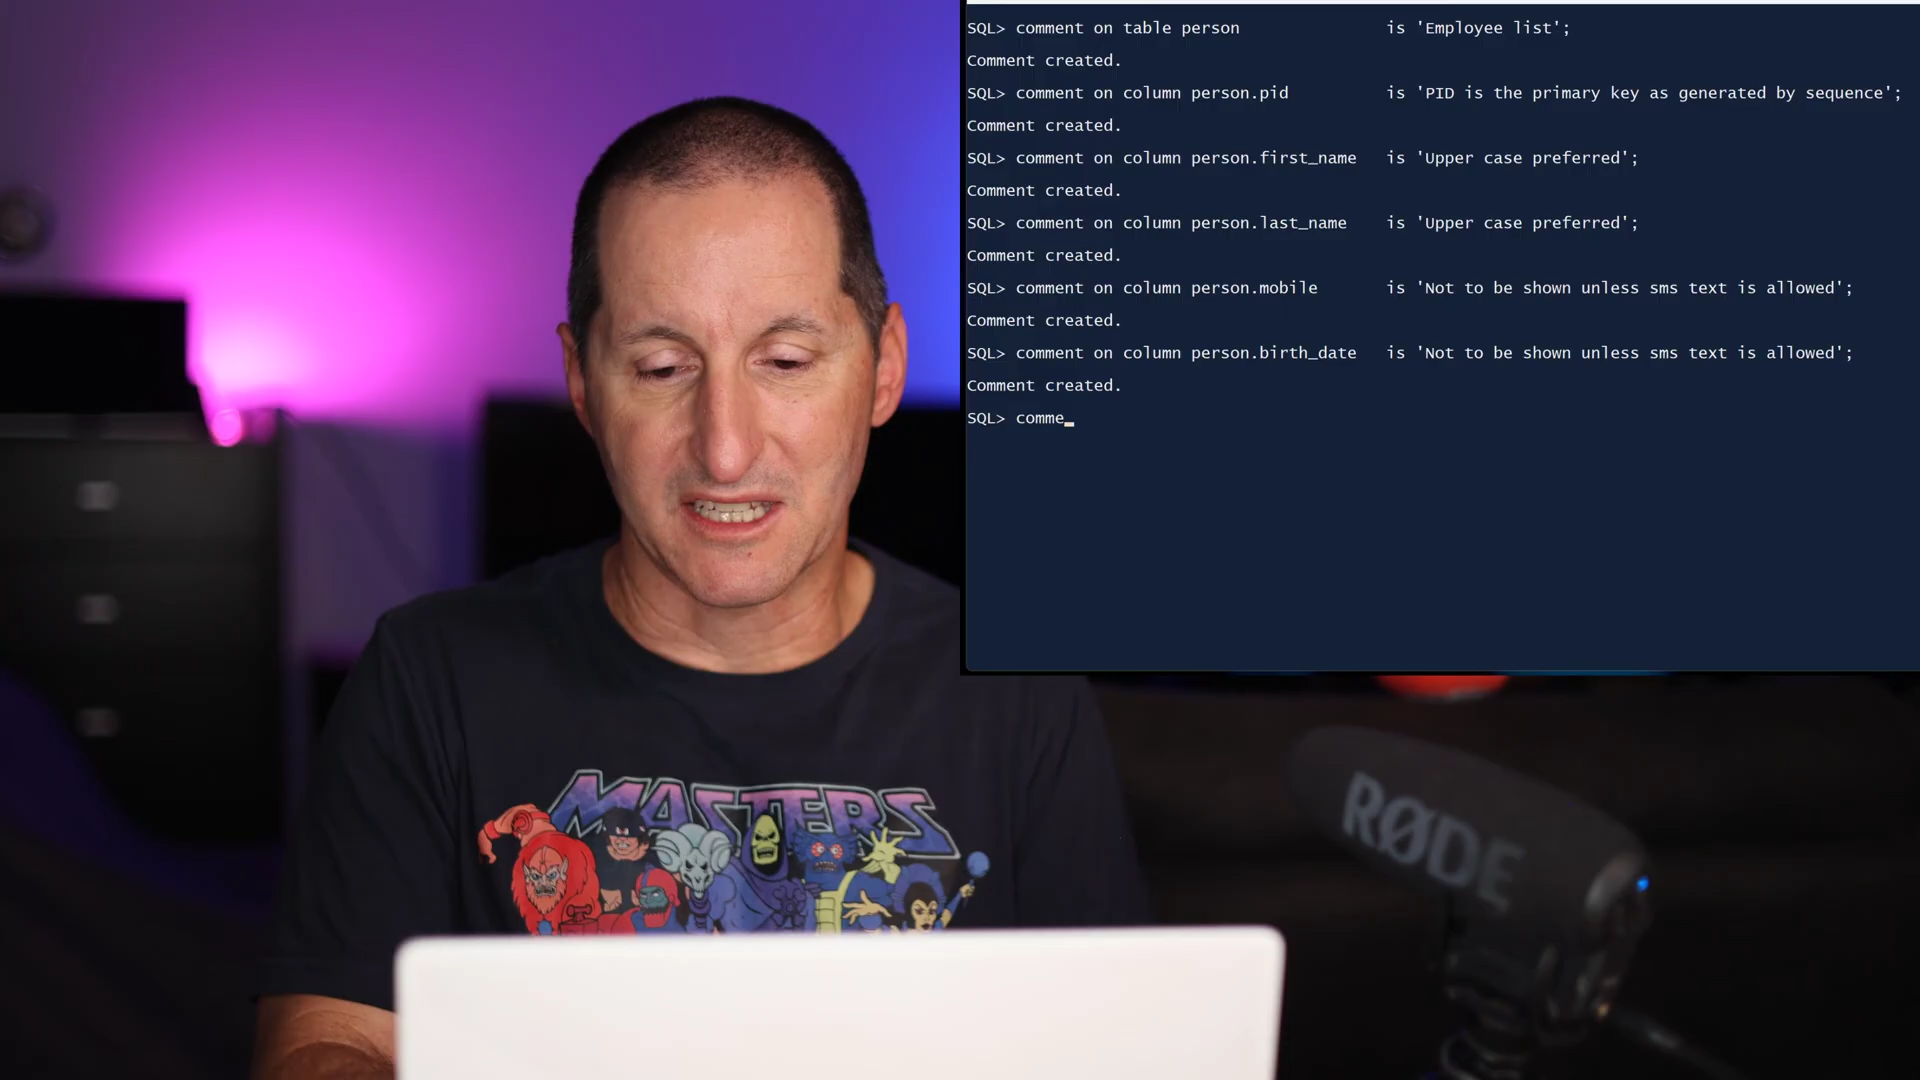 SQL> comment on table person is 'Employee list';
Comment created.
SQL> comment on column person.pid is 'PID is the primary key as generated by sequence';
Comment created.
SQL> comment on column person.first_name is 'Upper case preferred';
Comment created.
SQL> comment on column person.last_name is 'Upper case preferred';
Comment created.
SQL> comment on column person.mobile is 'Not to be shown unless sms text is allowed';
Comment created.
SQL> comment on column person.birth_date is 'Not to be shown unless sms text is allowed';
Comment created.
SQL> comme_
MASTERS
RØDE